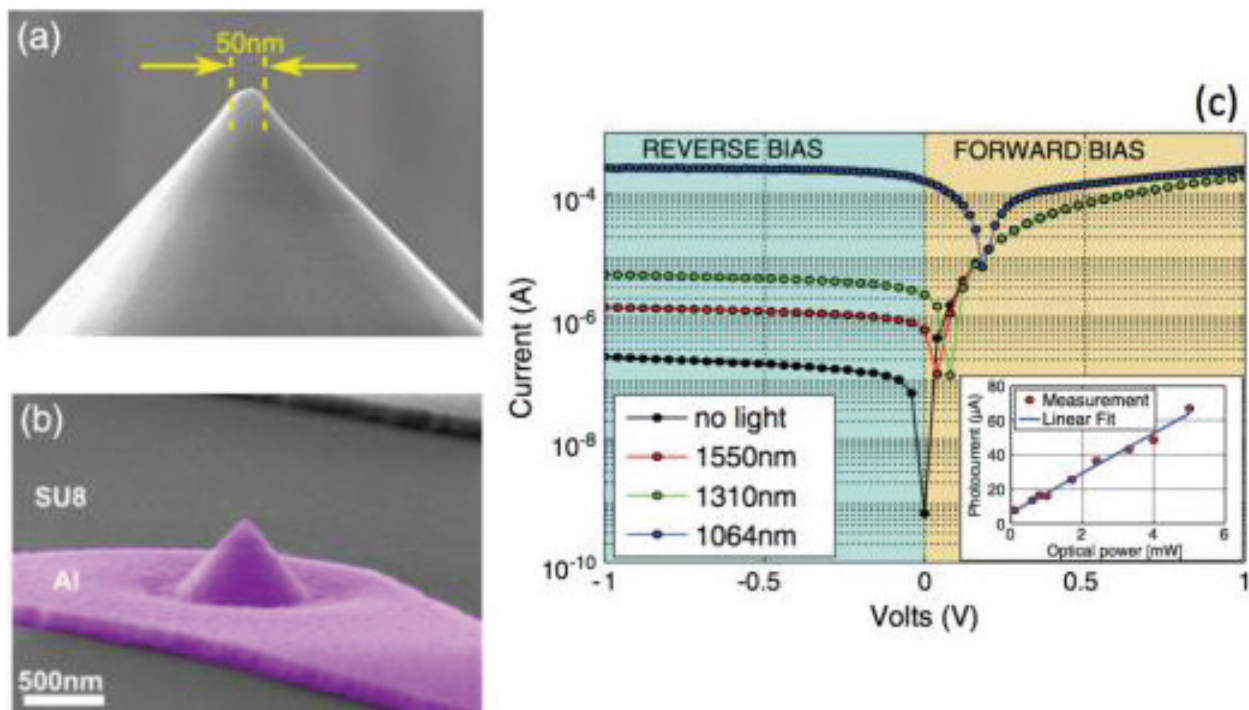 (a)
50nm
(b)
SU8
Al
500nm
(c)
REVERSE BIAS
FORWARD BIAS
Current (A)
10⁻⁴
10⁻⁶
10⁻⁸
10⁻¹⁰
no light
1550nm
1310nm
1064nm
-1
-0.5
0
0.5
1
Volts (V)
Photocurrent (µA)
80
60
40
20
0
Measurement
Linear Fit
0
2
4
6
Optical power [mW]